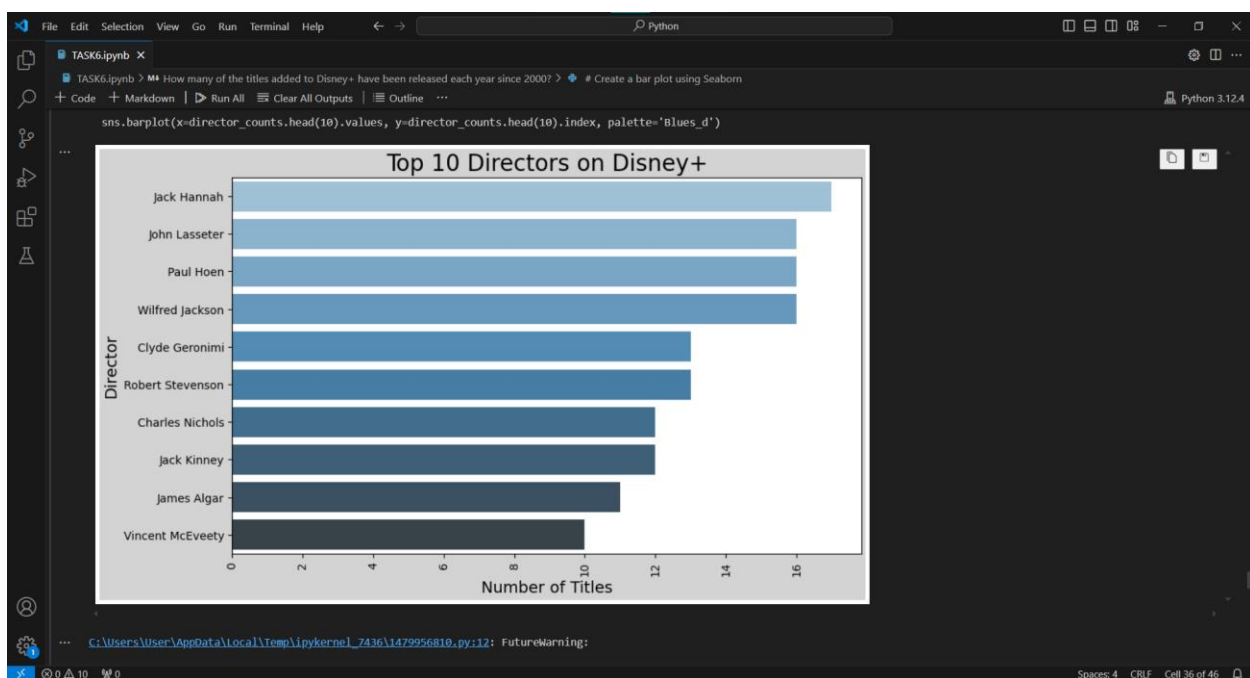 File Edit Selection View Go Run Terminal Help
Python
TASK6.ipynb
TASK6.ipynb > M↓ How many of the titles added to Disney+ have been released each year since 2000? > # Create a bar plot using Seaborn
+ Code + Markdown | Run All Clear All Outputs | Outline ...
Python 3.12.4
sns.barplot(x=director_counts.head(10).values, y=director_counts.head(10).index, palette='Blues_d')
Top 10 Directors on Disney+
Director
Jack Hannah
John Lasseter
Paul Hoen
Wilfred Jackson
Clyde Geronimi
Robert Stevenson
Charles Nichols
Jack Kinney
James Algar
Vincent McEveety
0 2 4 6 8 10 12 14 16
Number of Titles
... C:\Users\User\AppData\Local\Temp\ipykernel_7436\1479956810.py:12: FutureWarning:
0 10 0 Spaces: 4 CRLF Cell 36 of 46